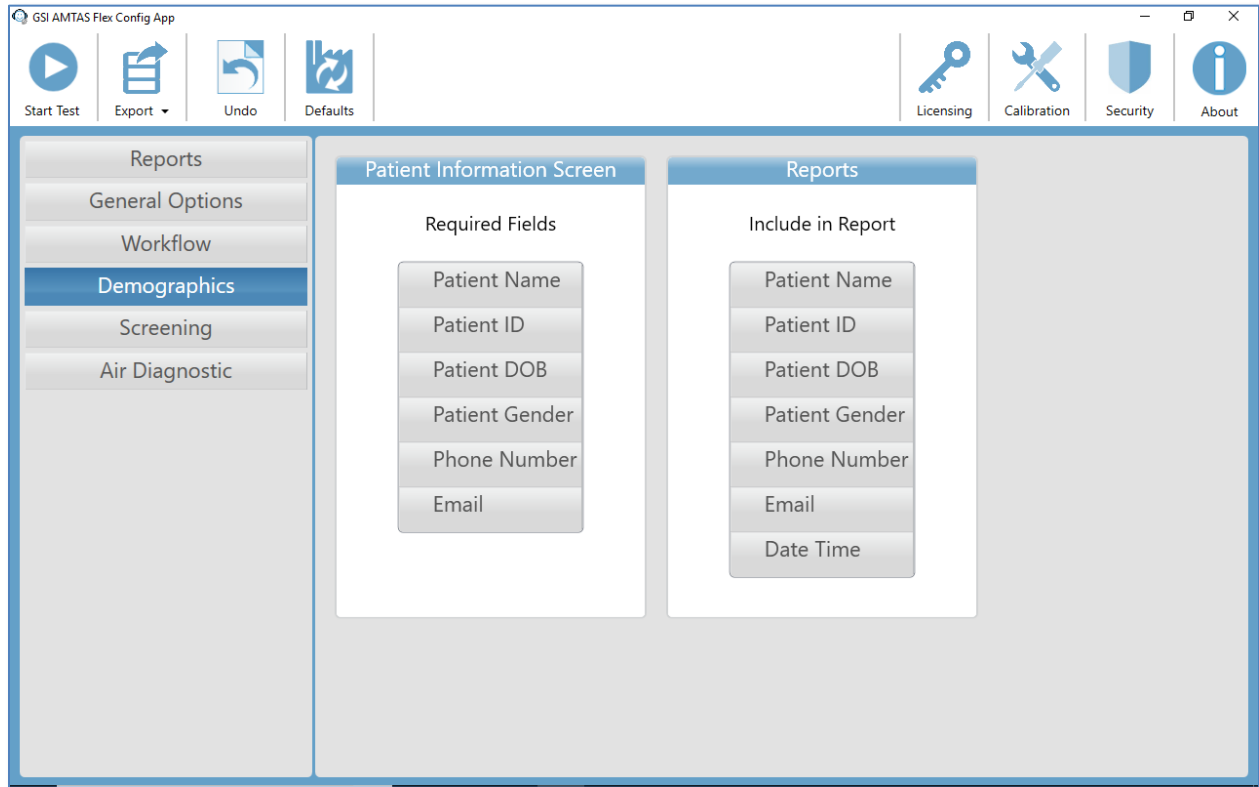 GSI AMTAS Flex Config App
Start Test
Export
Undo
Defaults
Licensing
Calibration
Security
About
Reports
General Options
Workflow
Demographics
Screening
Air Diagnostic
Patient Information Screen
Required Fields
Patient Name
Patient ID
Patient DOB
Patient Gender
Phone Number
Email
Reports
Include in Report
Patient Name
Patient ID
Patient DOB
Patient Gender
Phone Number
Email
Date Time